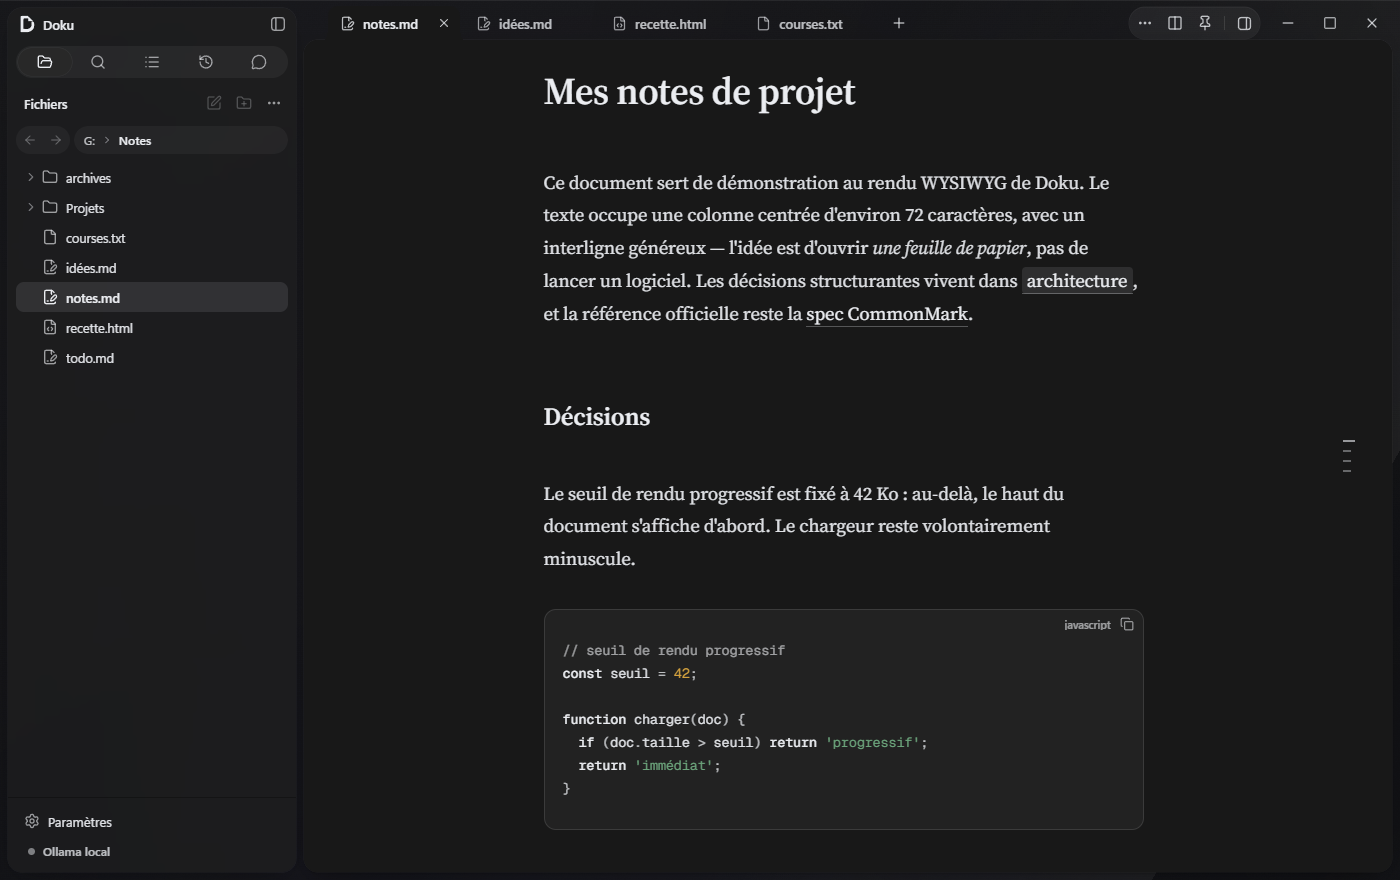 Doku
Fichiers
G: > Notes
archives
Projets
courses.txt
idées.md
notes.md
recette.html
todo.md
Paramètres
Ollama local
notes.md
idées.md
recette.html
courses.txt
Mes notes de projet
Ce document sert de démonstration au rendu WYSIWYG de Doku. Le
texte occupe une colonne centrée d'environ 72 caractères, avec un
interligne généreux — l'idée est d'ouvrir une feuille de papier, pas de
lancer un logiciel. Les décisions structurantes vivent dans architecture ,
et la référence officielle reste la spec CommonMark.
Décisions
Le seuil de rendu progressif est fixé à 42 Ko : au-delà, le haut du
document s'affiche d'abord. Le chargeur reste volontairement
minuscule.
javascript
// seuil de rendu progressif
const seuil = 42;
function charger(doc) {
  if (doc.taille > seuil) return 'progressif';
  return 'immédiat';
}